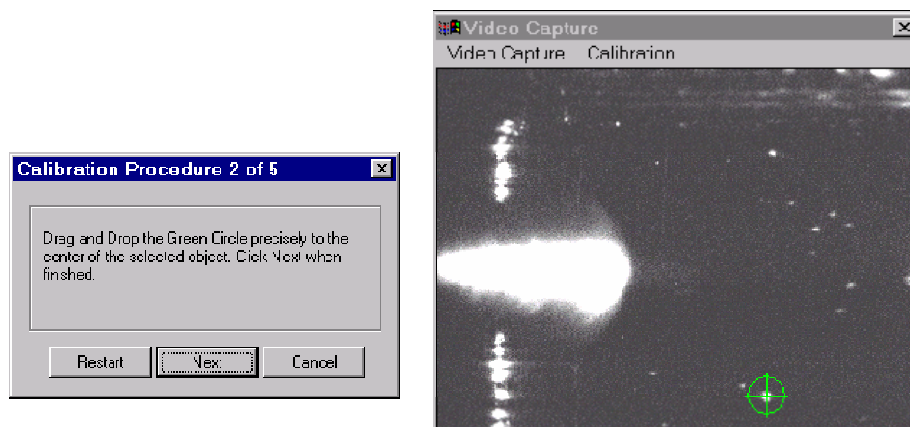 Calibration Procedure 2 of 5
Drag and Drop the Green Circle precisely to the
center of the selected object. Click Next when
finished.
Restart
Next
Cancel
Video Capture
Video Capture Calibration